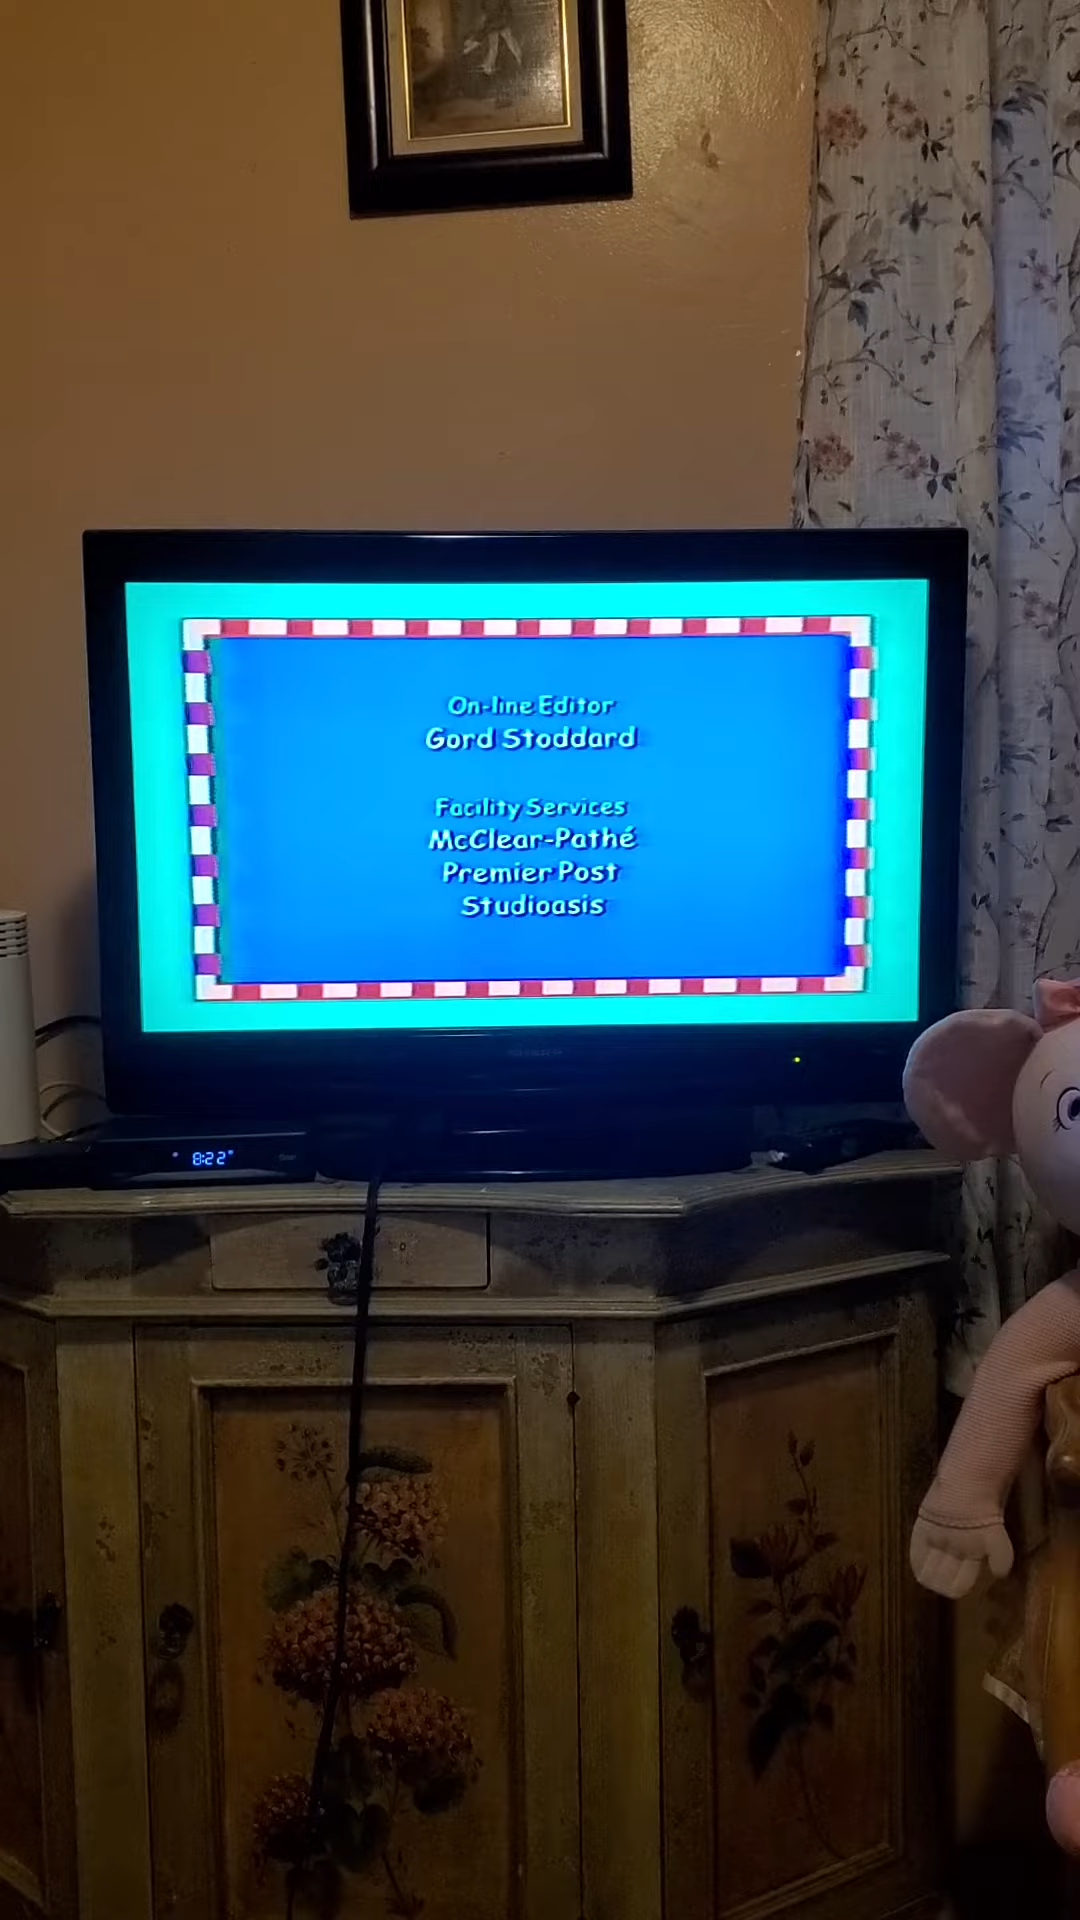 On-line Editor
Gord Stoddard
Facility Services
McClear-Pathé
Premier Post
Studioasis
8:22